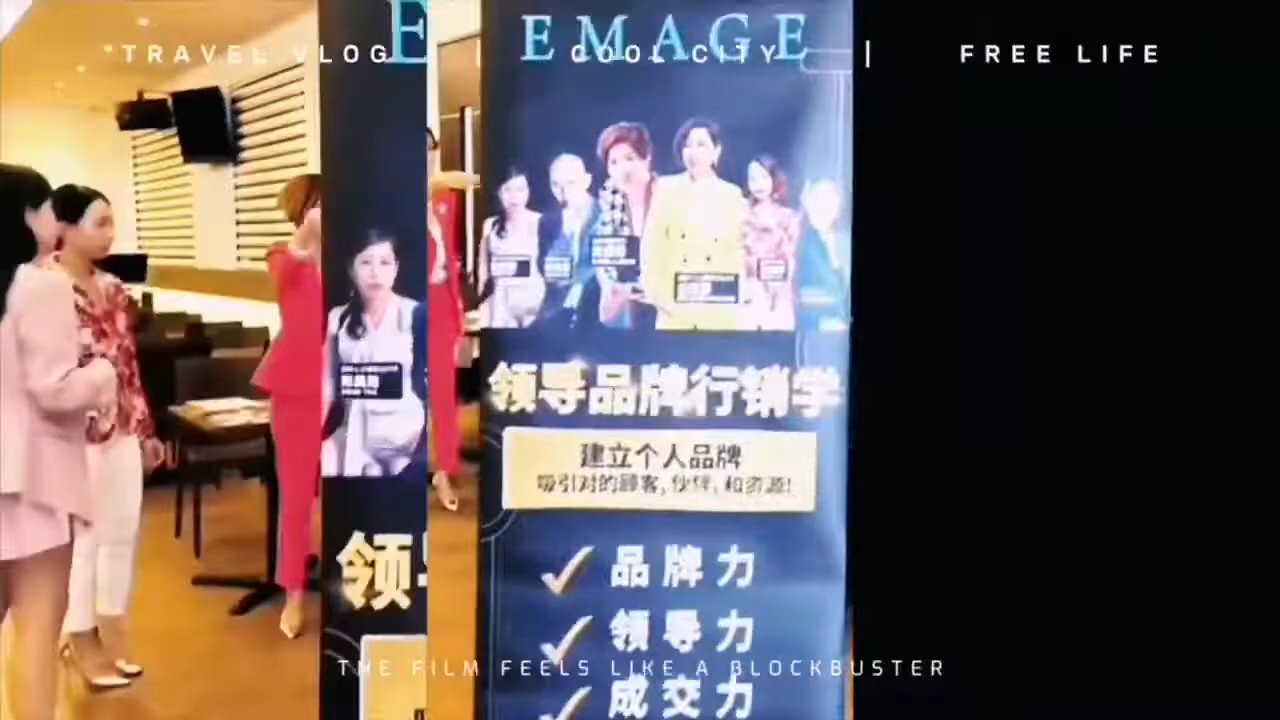 "TRAVEL VLOG | COOL CITY | FREE LIFE
E
EMAGE
领导品牌行销学
建立个人品牌
吸引对的顾客, 伙伴, 和资源!
品牌力
领导力
成交力
领导
THE FILM FEELS LIKE A BLOCKBUSTER